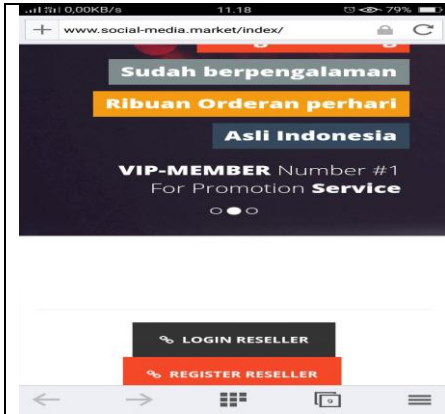 0,00KB/s 11.18 79%
www.social-media.market/index/
Sudah berpengalaman
Ribuan Orderan perhari
Asli Indonesia
VIP-MEMBER Number #1
For Promotion Service
LOGIN RESELLER
REGISTER RESELLER
9